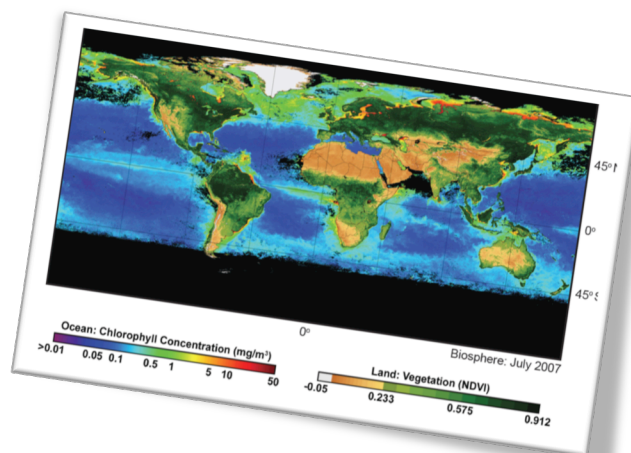 45°N
0°
45°S
0°
Biosphere: July 2007
Ocean: Chlorophyll Concentration (mg/m³)
>0.01 0.05 0.1 0.5 1 5 10 50
Land: Vegetation (NDVI)
-0.05 0.233 0.575 0.912